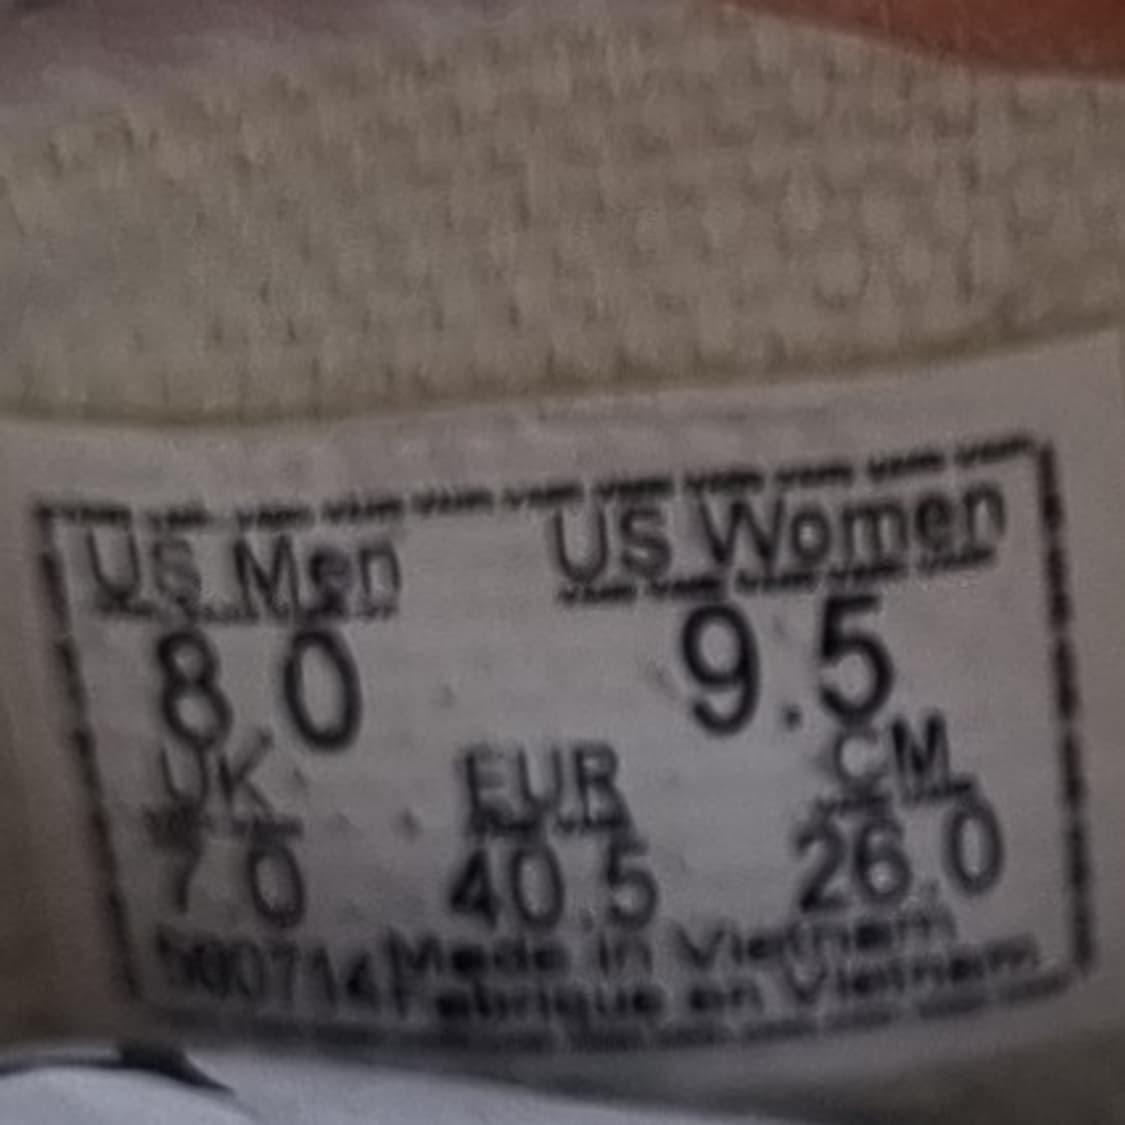 US Men US Women
8.0 9.5
UK EUR CM
7.0 40.5 26.0
Made in Vietnam
Fabrique en Vietnam